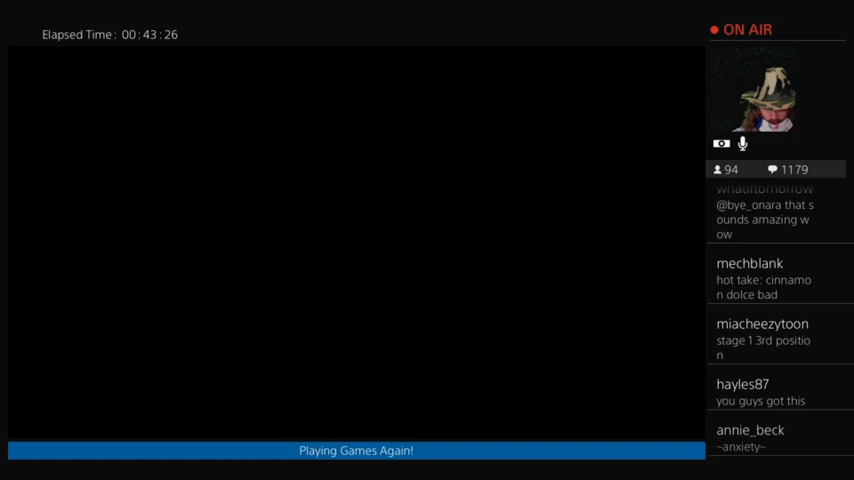 Elapsed Time: 00:43:26
ON AIR
94 1179
whatiftomorrow
@bye_onara that s
ounds amazing w
ow
mechblank
hot take: cinnamo
n dolce bad
miacheezytoon
stage 1 3rd positio
n
hayles87
you guys got this
annie_beck
~anxiety~
Playing Games Again!